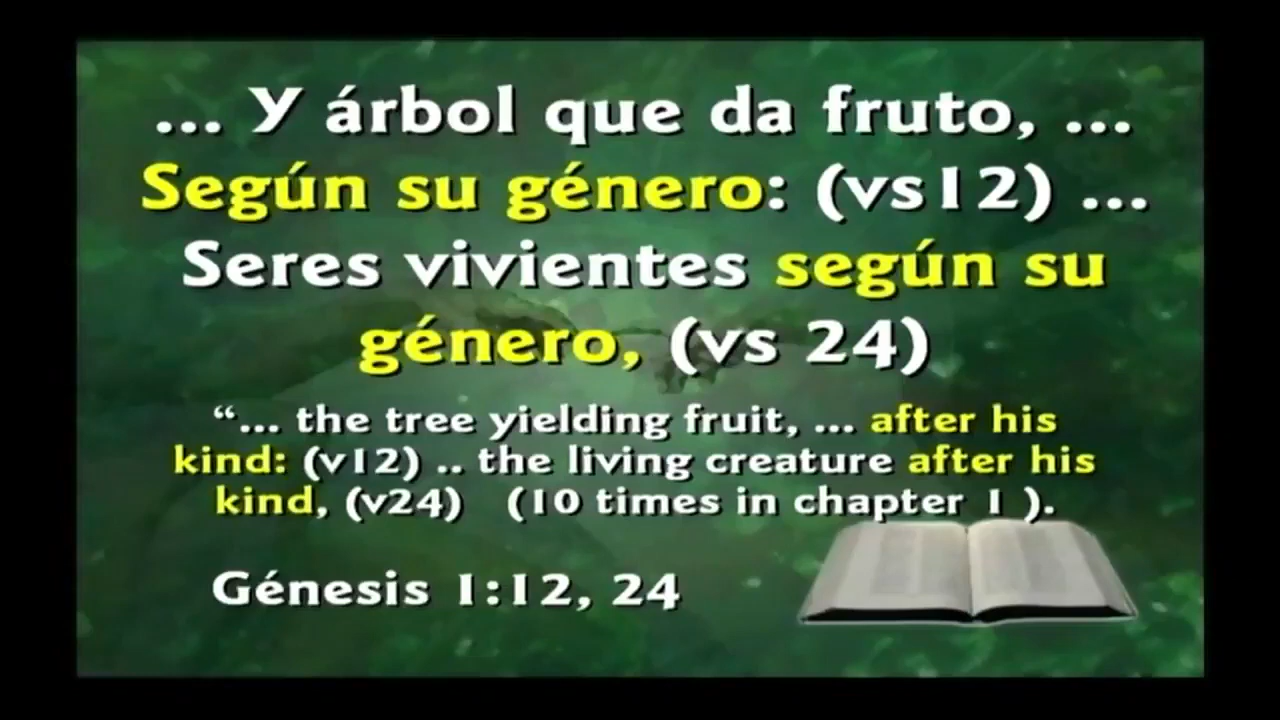 ... Y árbol que da fruto, ...
Según su género: (vs12) ...
Seres vivientes según su
género, (vs 24)
“... the tree yielding fruit, ... after his
kind: (v12) .. the living creature after his
kind, (v24) (10 times in chapter 1 ).
Génesis 1:12, 24